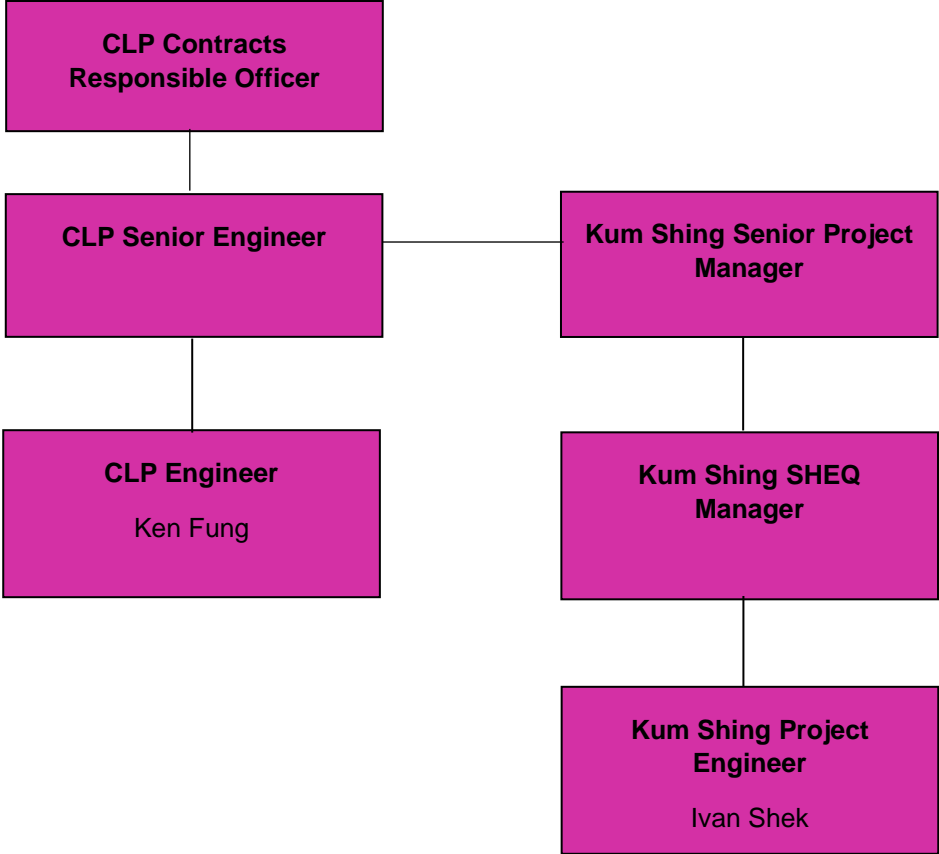 CLP Contracts
Responsible Officer
CLP Senior Engineer
Kum Shing Senior Project
Manager
CLP Engineer
Ken Fung
Kum Shing SHEQ
Manager
Kum Shing Project
Engineer
Ivan Shek